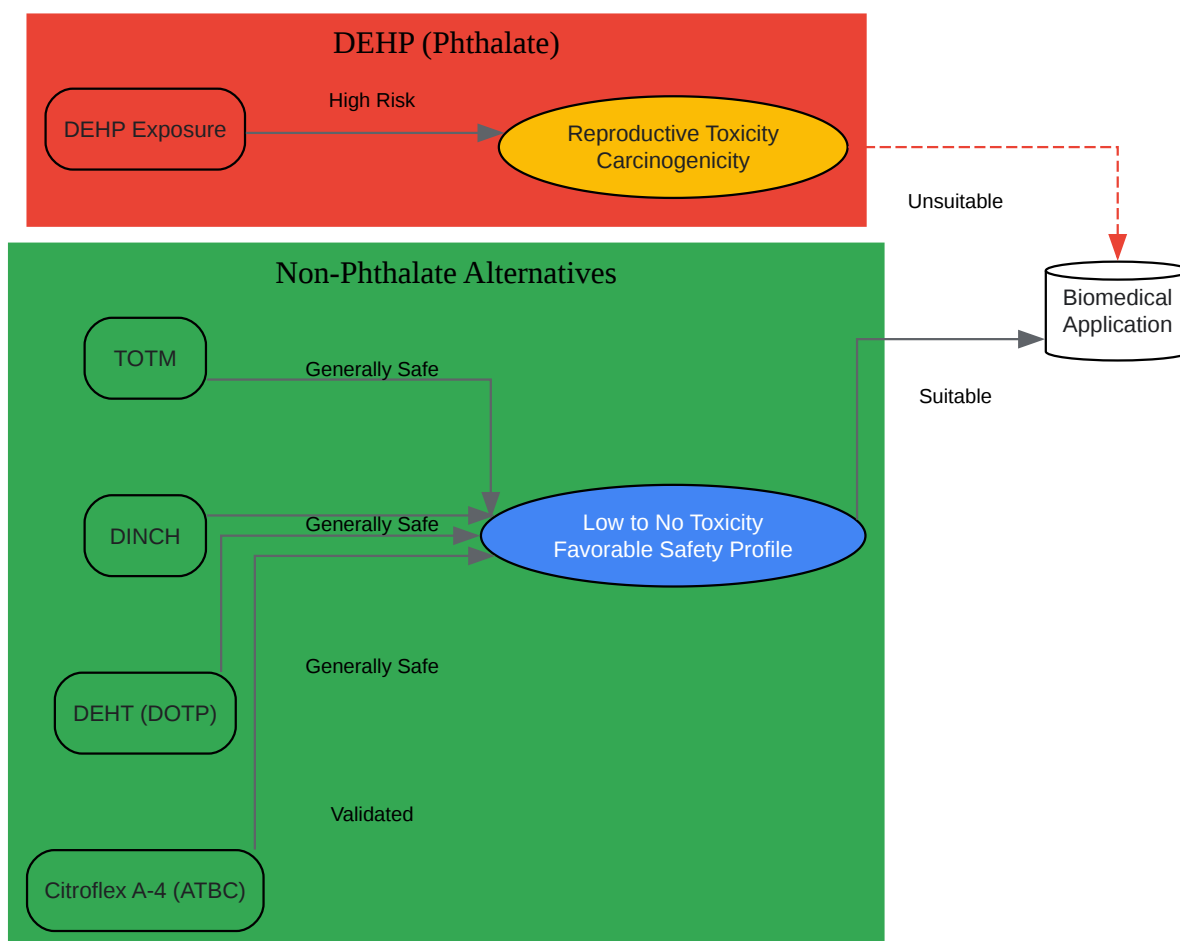 DEHP (Phthalate)
High Risk
DEHP Exposure
Reproductive Toxicity
Carcinogenicity
Unsuitable
Non-Phthalate Alternatives
Biomedical
Application
TOTM
Generally Safe
Suitable
DINCH
Generally Safe
Low to No Toxicity
Favorable Safety Profile
Generally Safe
DEHT (DOTP)
Validated
Citroflex A-4 (ATBC)